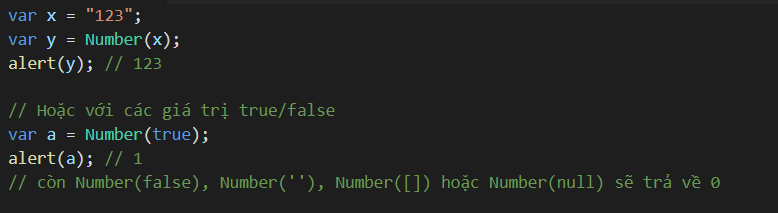 var x = "123";
var y = Number(x);
alert(y); // 123
// Hoặc với các giá trị true/false
var a = Number(true);
alert(a); // 1
// còn Number(false), Number(''), Number([]) hoặc Number(null) sẽ trả về 0